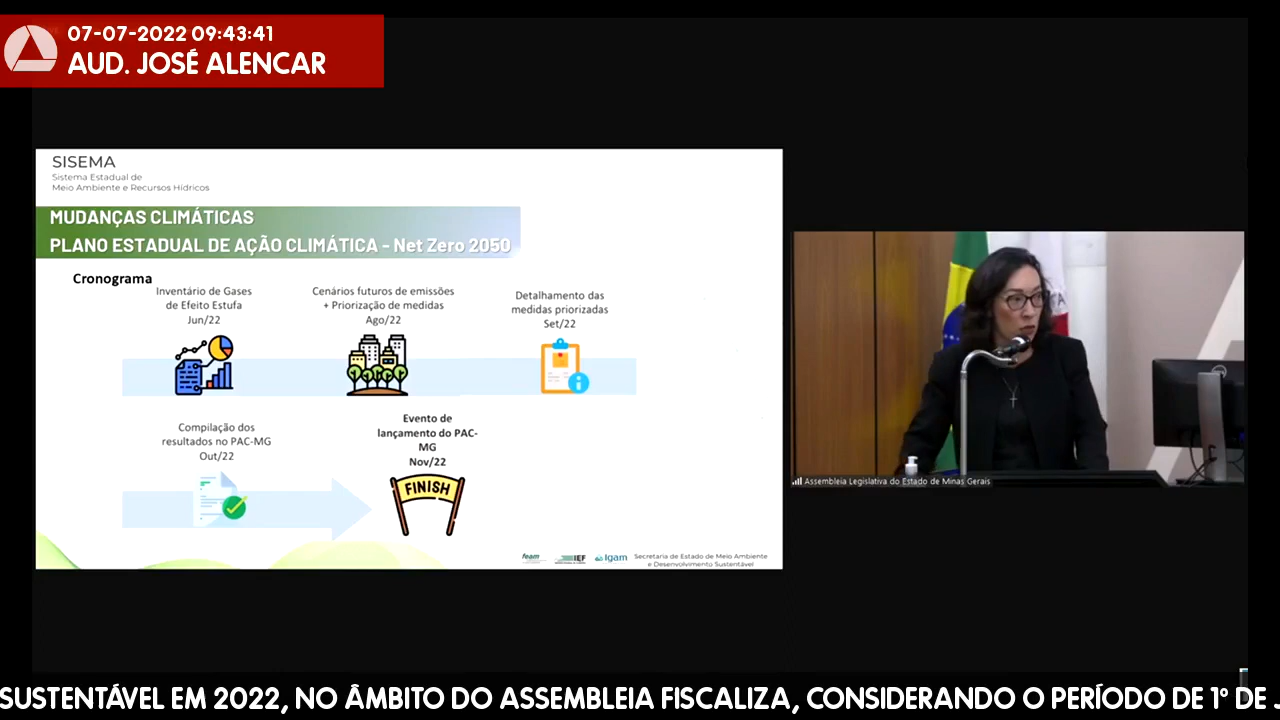 07-07-2022 09:43:41
AUD. JOSÉ ALENCAR
SISEMA
Sistema Estadual de
Meio Ambiente e Recursos Hídricos
MUDANÇAS CLIMÁTICAS
PLANO ESTADUAL DE AÇÃO CLIMÁTICA - Net Zero 2050
Cronograma
Inventário de Gases
de Efeito Estufa
Jun/22
Cenários futuros de emissões
+ Priorização de medidas
Ago/22
Detalhamento das
medidas priorizadas
Set/22
Compilação dos
resultados no PAC-MG
Out/22
Evento de
lançamento do PAC-
MG
Nov/22
FINISH
feam
IEF
Igam
Secretaria de Estado de Meio Ambiente
e Desenvolvimento Sustentável
Assembleia Legislativa do Estado de Minas Gerais
SUSTENTÁVEL EM 2022, NO ÂMBITO DO ASSEMBLEIA FISCALIZA, CONSIDERANDO O PERÍODO DE 1º DE